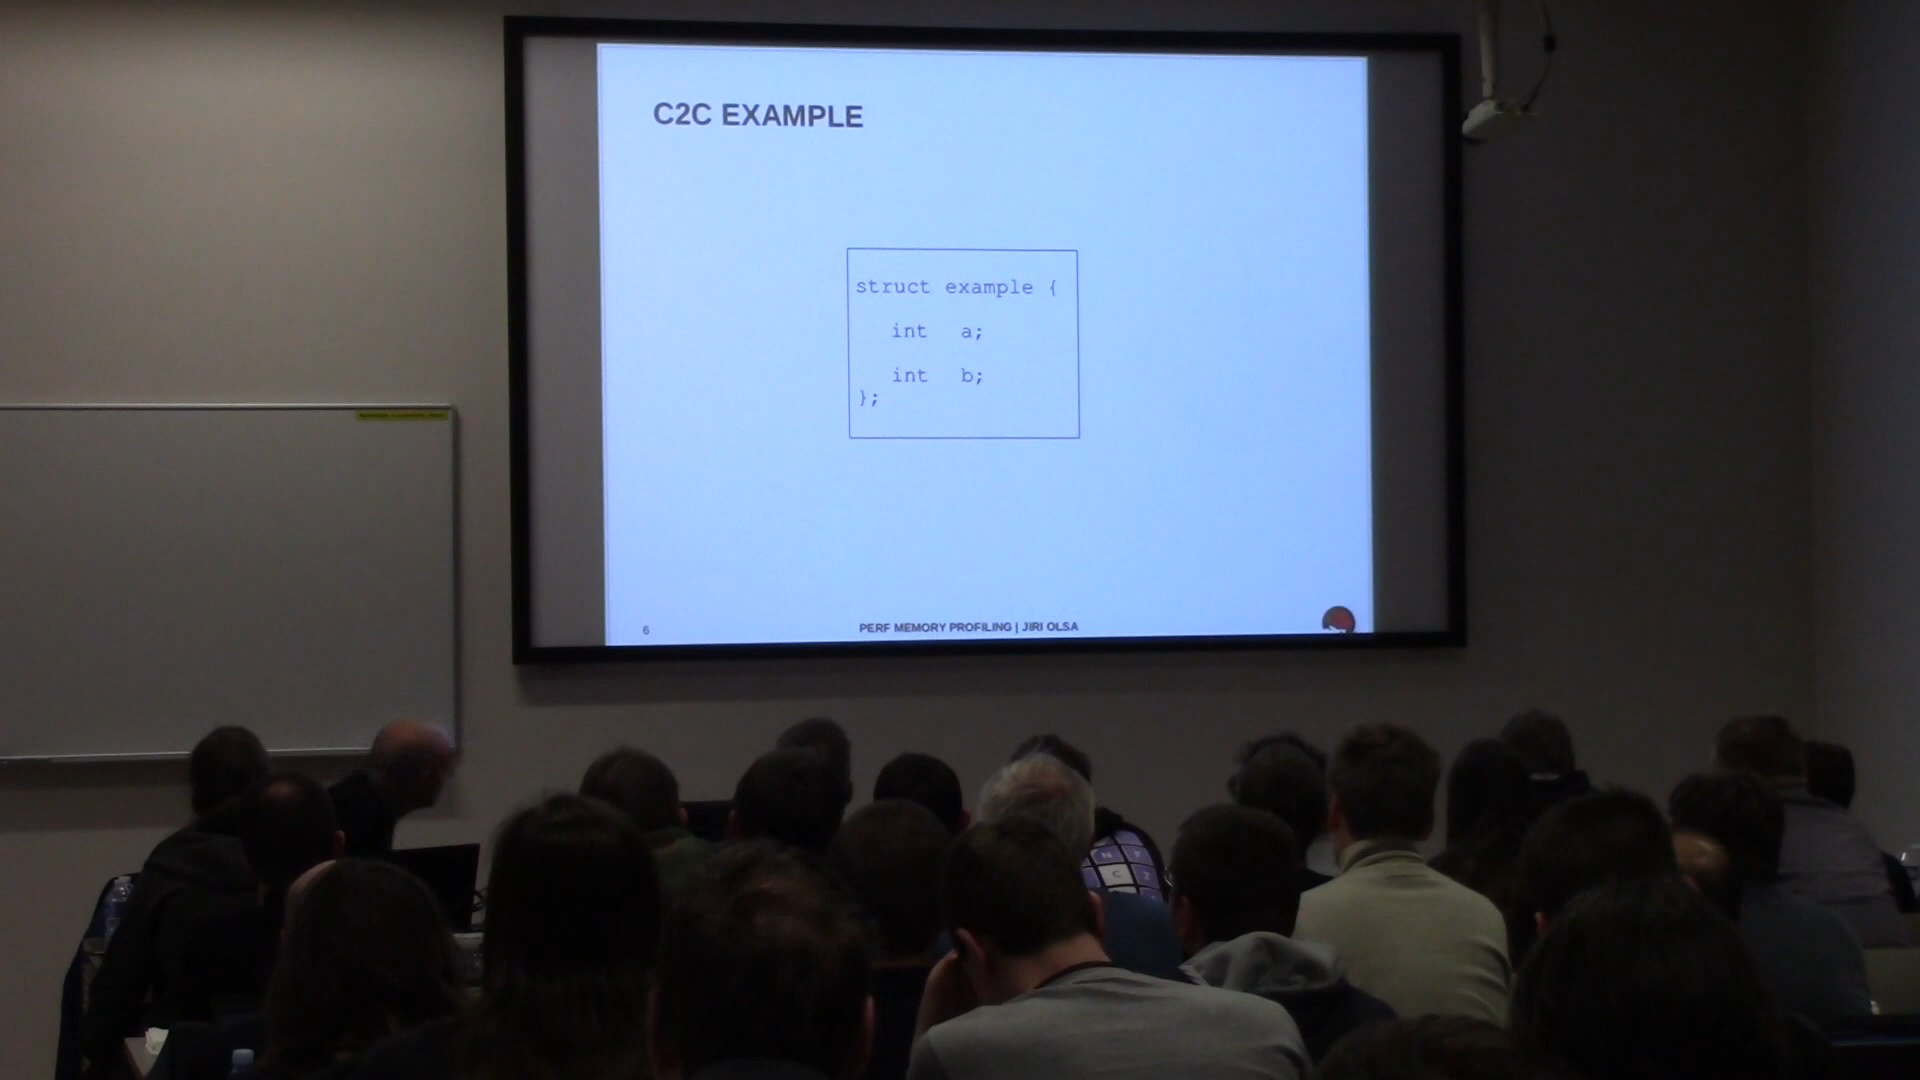 C2C EXAMPLE
struct example {
int a;
int b;
};
6
PERF MEMORY PROFILING | JIRI OLSA
N
C
Z